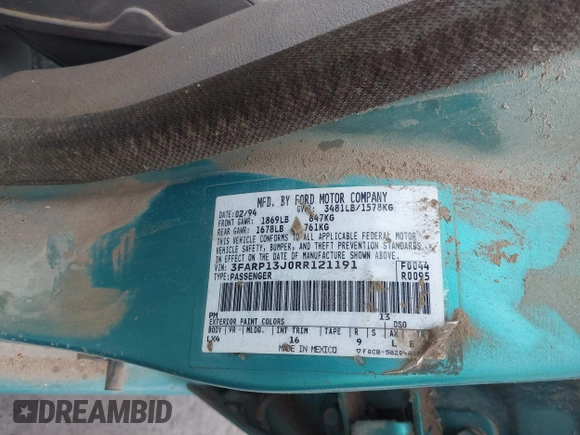 MFD. BY FORD MOTOR COMPANY
DATE: 02/94 3481LB/1578KG
FRONT GAWR: 1869LB 847KG
REAR GAWR: 1678LB 761KG
THIS VEHICLE CONFORMS TO ALL APPLICABLE FEDERAL MOTOR
VEHICLE SAFETY, BUMPER, AND THEFT PREVENTION STANDARDS
IN EFFECT ON THE DATE OF MANUFACTURE SHOWN ABOVE.
VIN: 3FARP13J0RR121191 F0044
TYPE: PASSENGER R0095
PM 13
EXTERIOR PAINT COLORS DSO
BODY VR MLDG. INT TRIM TAPE R S AX
LX4 16 9 L
MADE IN MEXICO
DREAMBID